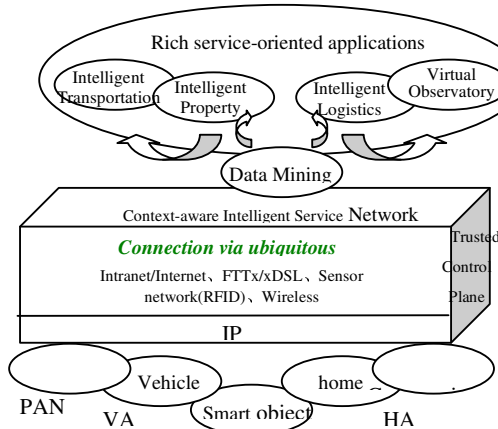 Rich service-oriented applications
Intelligent
Transportation
Intelligent
Property
Intelligent
Logistics
Virtual
Observatory
Data Mining
Context-aware Intelligent Service Network
Connection via ubiquitous
Intranet/Internet、FTTx/xDSL、Sensor
network(RFID)、Wireless
Trusted
Control
Plane
IP
Vehicle
home
PAN
VA
Smart object
HA